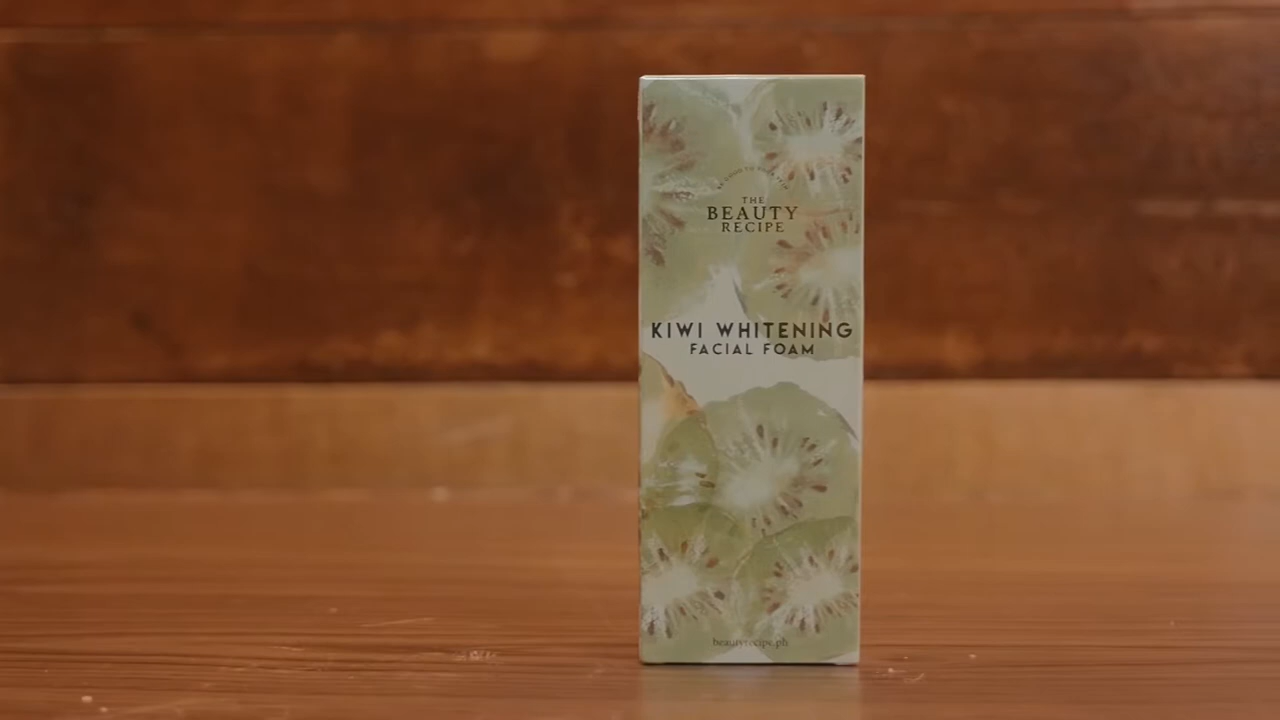 THE
BEAUTY
RECIPE
KIWI WHITENING
FACIAL FOAM
beautyrecipe.ph